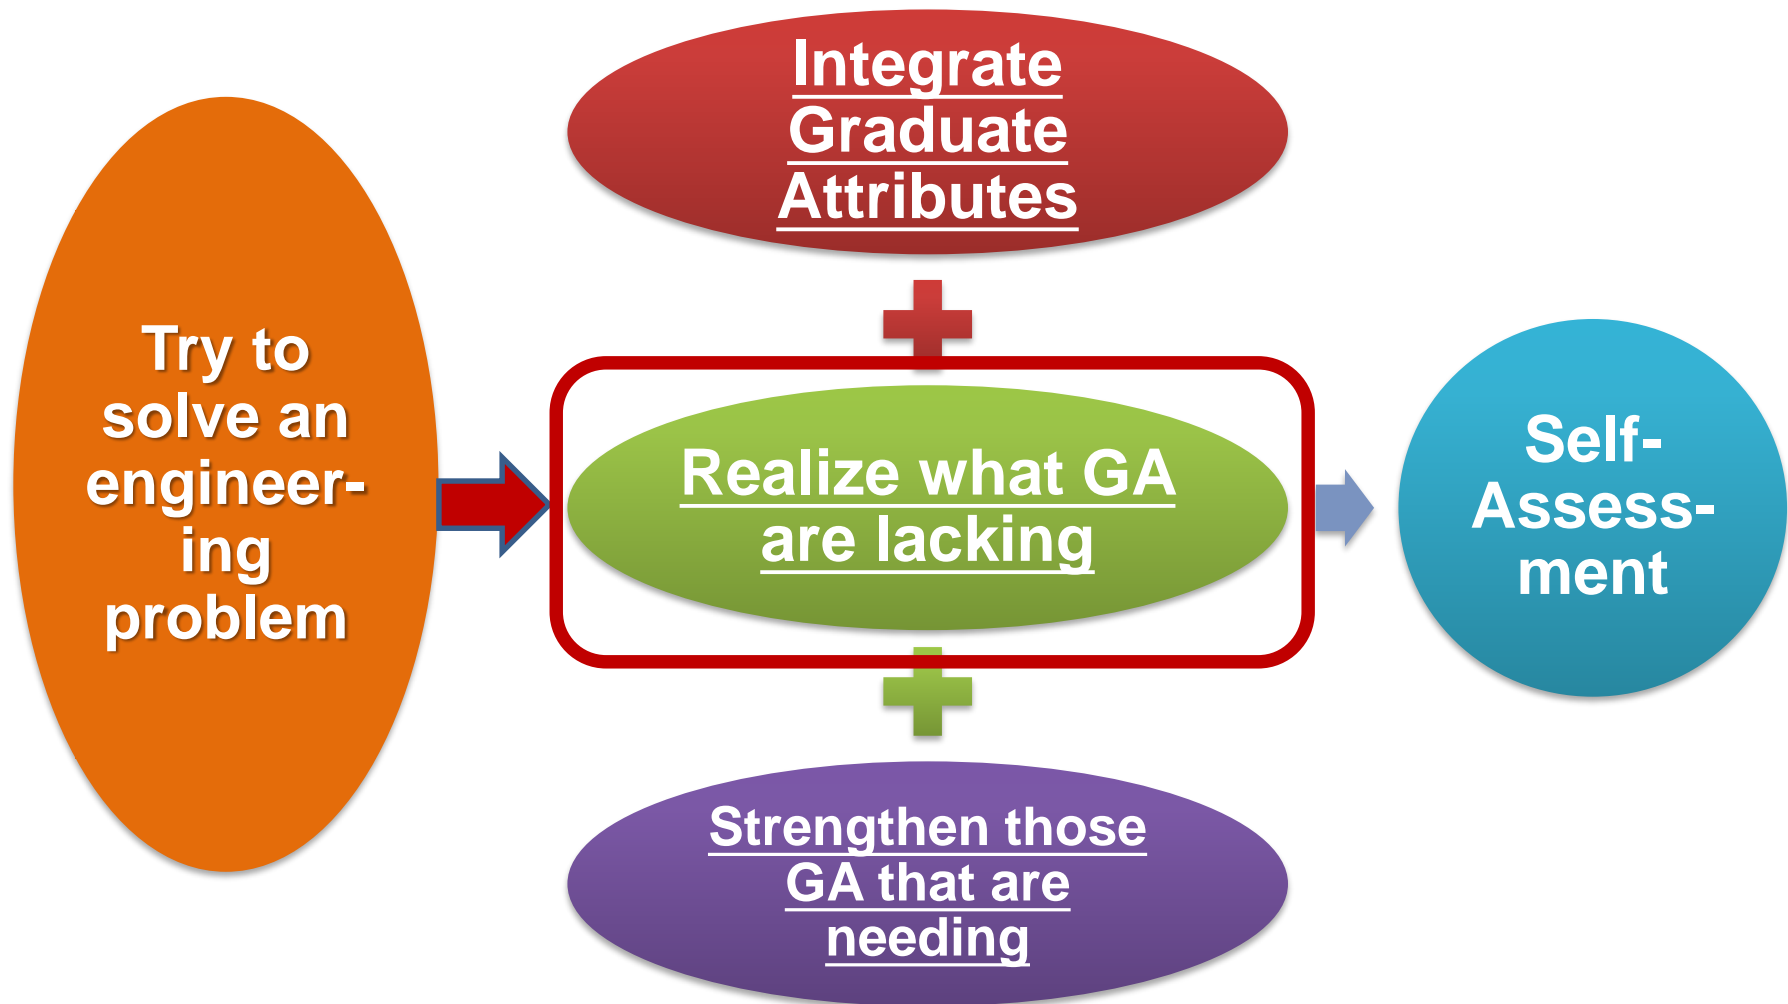 Try to
solve an
engineer-
ing
problem
Integrate
Graduate
Attributes
Realize what GA
are lacking
Strengthen those
GA that are
needing
Self-
Assess-
ment